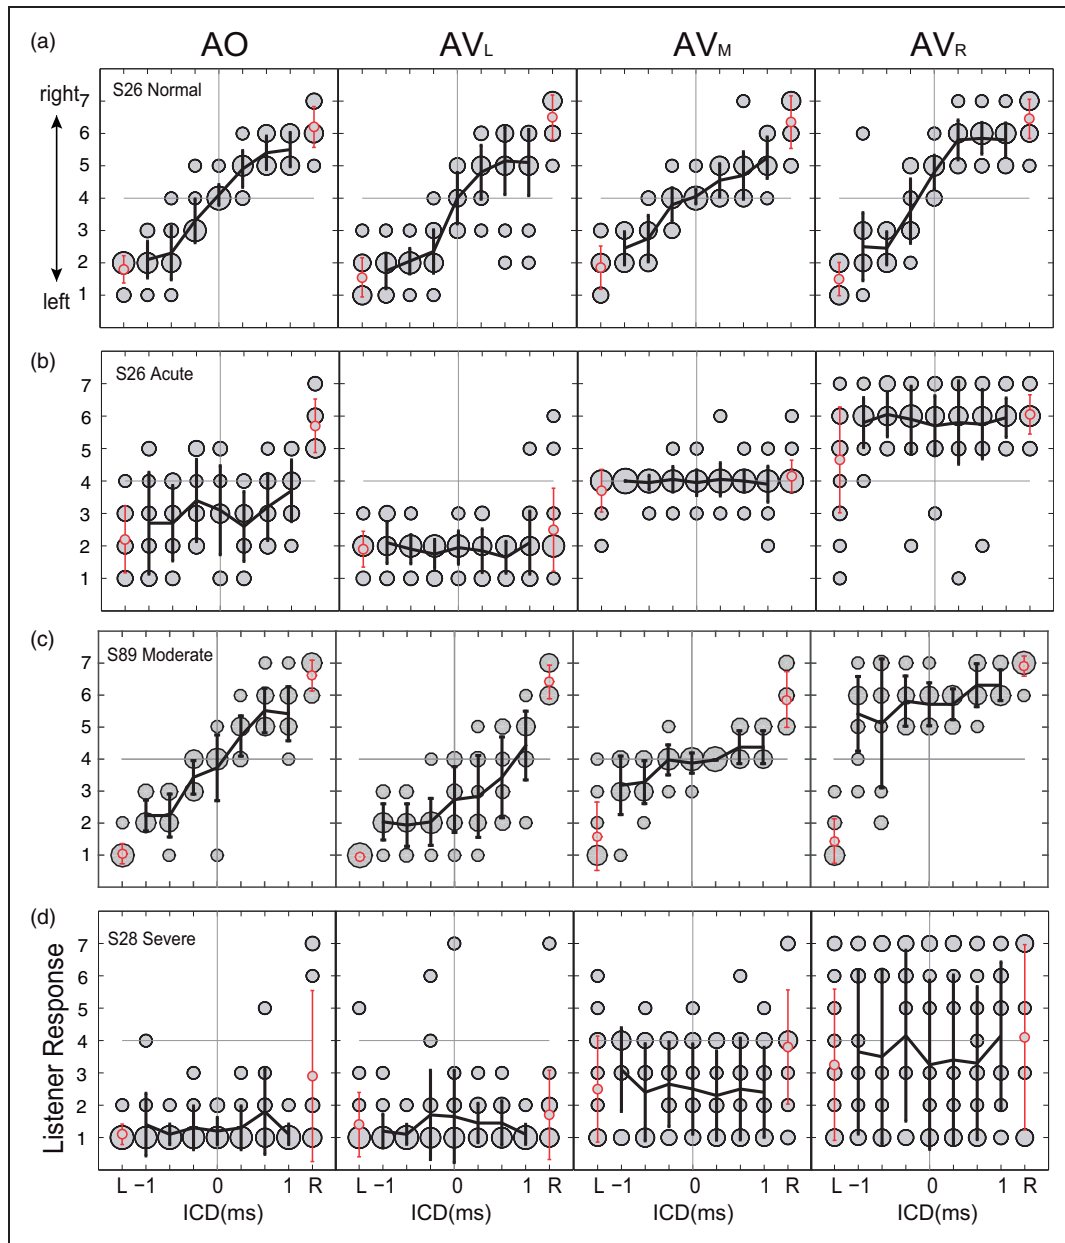 (a)
AO
AVL
AVM
AVR
right
left
7
6
5
4
3
2
1
S26 Normal
(b)
7
6
5
4
3
2
1
S26 Acute
(c)
7
6
5
4
3
2
1
S89 Moderate
(d)
Listener Response
7
6
5
4
3
2
1
S28 Severe
L −1 0 1 R
L −1 0 1 R
L −1 0 1 R
L −1 0 1 R
ICD(ms)
ICD(ms)
ICD(ms)
ICD(ms)